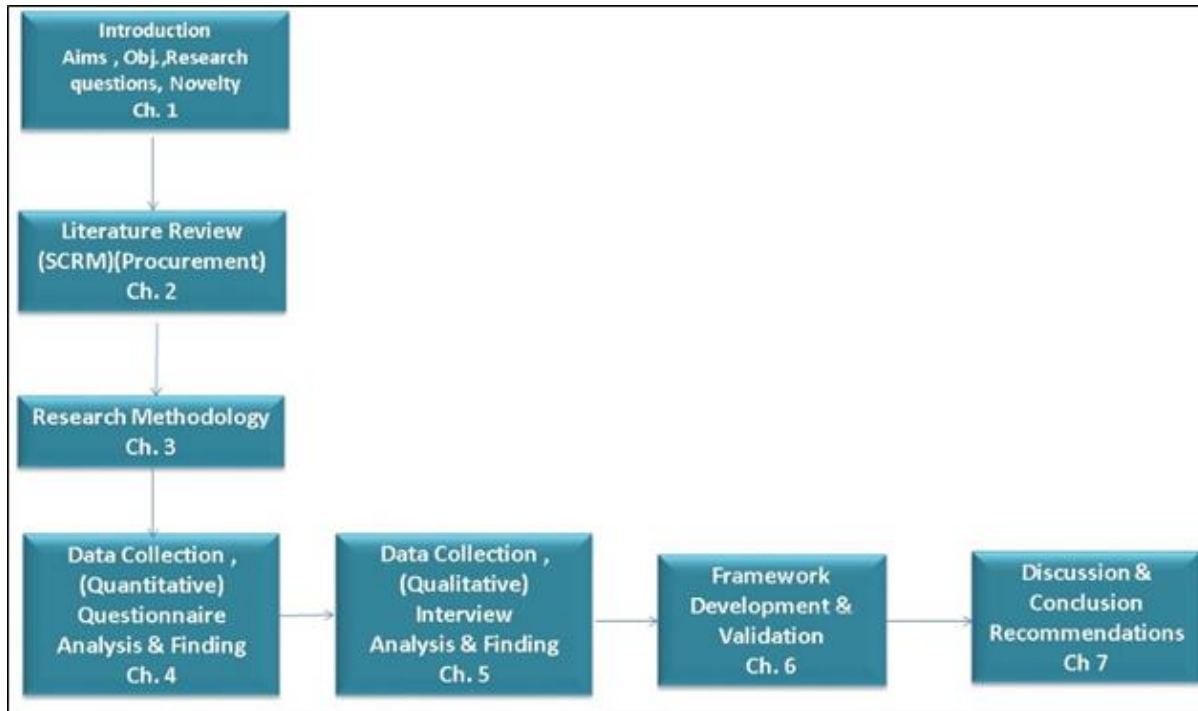 Introduction
Aims , Obj.,Research
questions, Novelty
Ch. 1
Literature Review
(SCRM)(Procurement)
Ch. 2
Research Methodology
Ch. 3
Data Collection ,
(Quantitative)
Questionnaire
Analysis & Finding
Ch. 4
Data Collection ,
(Qualitative)
Interview
Analysis & Finding
Ch. 5
Framework
Development &
Validation
Ch. 6
Discussion &
Conclusion
Recommendations
Ch 7